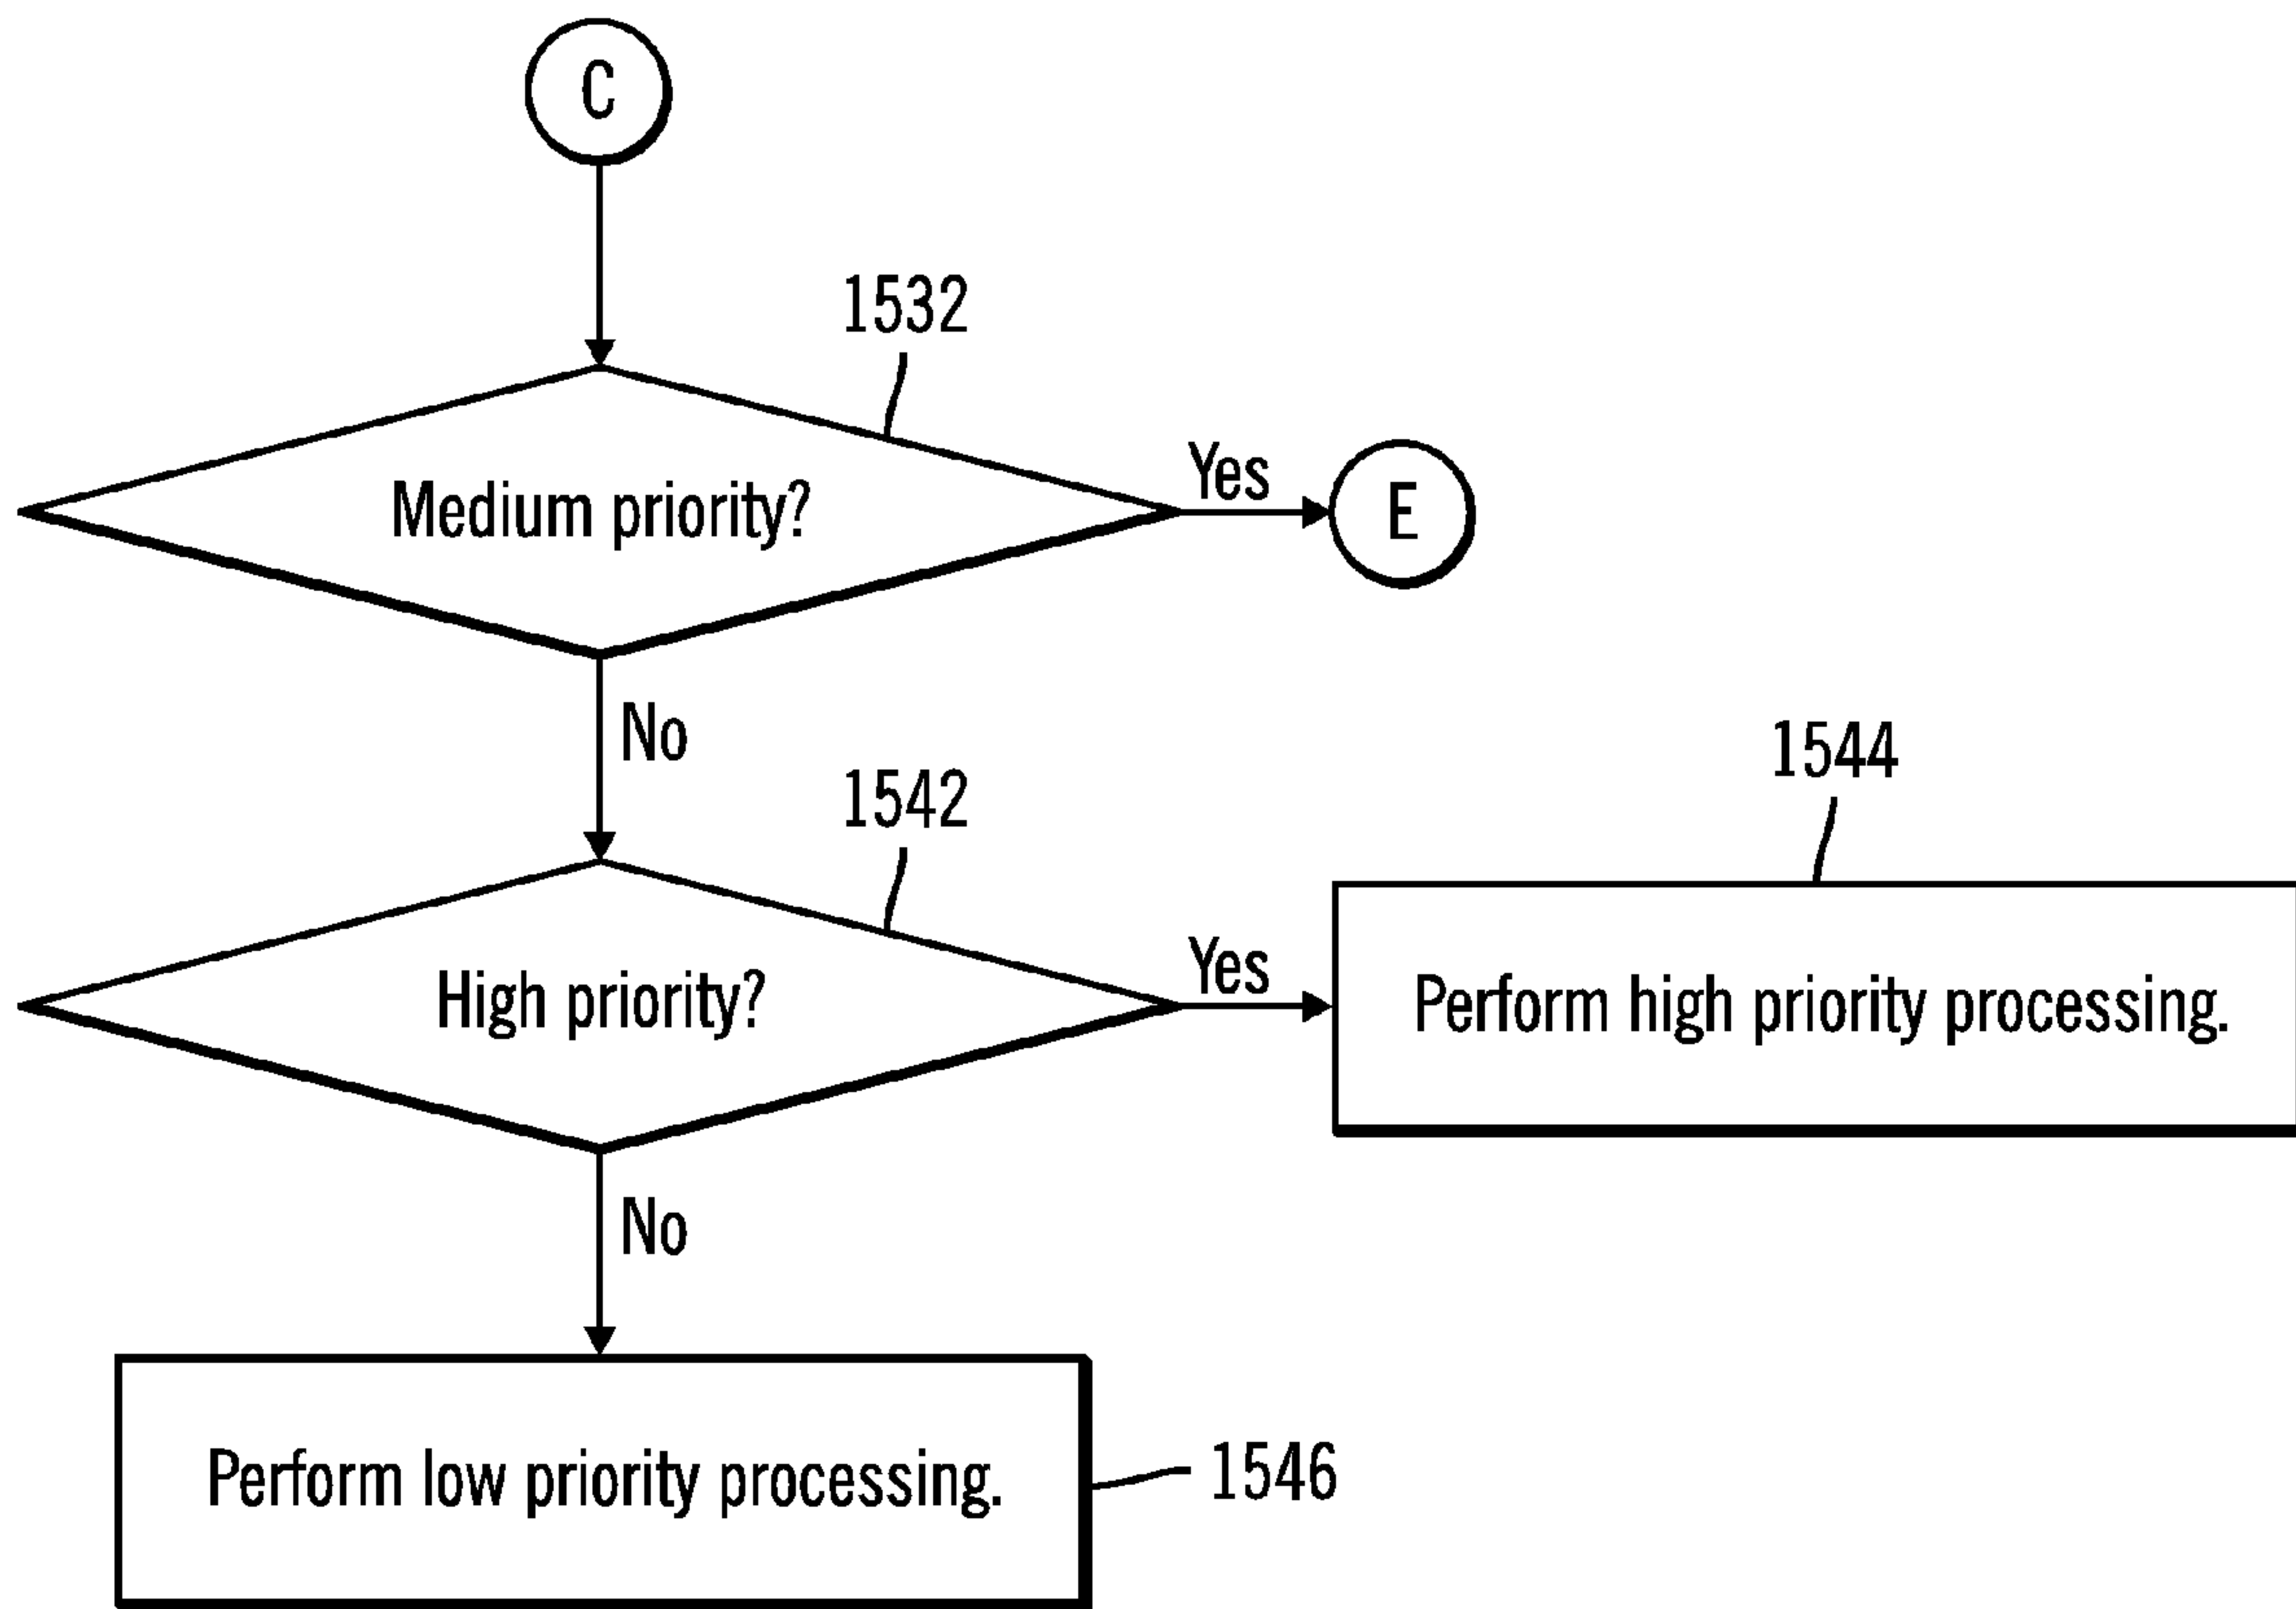 C
1532
Medium priority?
Yes
E
No
1542
1544
High priority?
Yes
Perform high priority processing.
No
Perform low priority processing.
1546